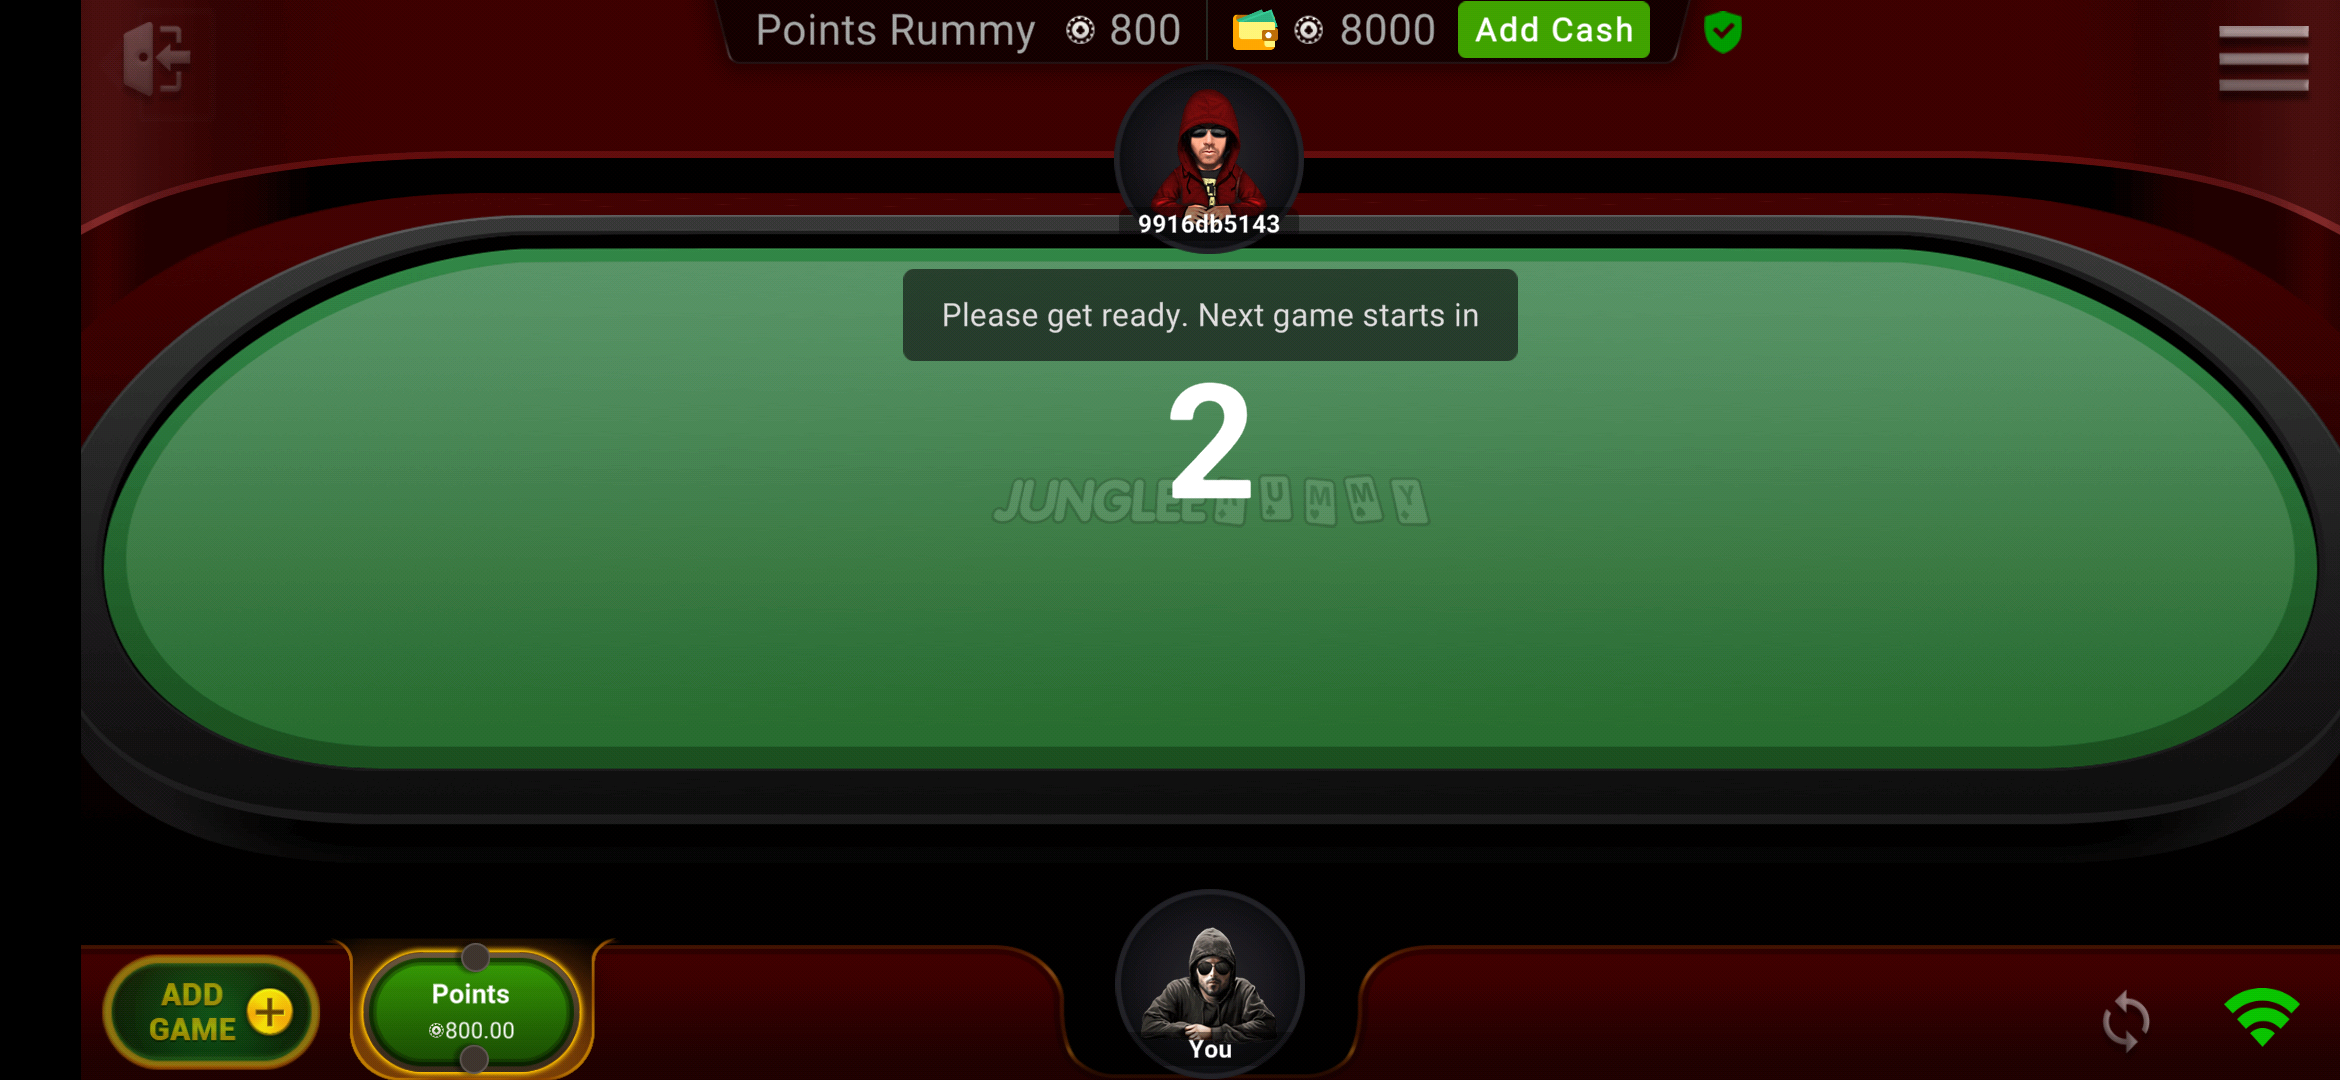 Points Rummy 800 8000 Add Cash
9916db5143
Please get ready. Next game starts in
2
JUNGLEE RUMMY
ADD
GAME
Points
800.00
You